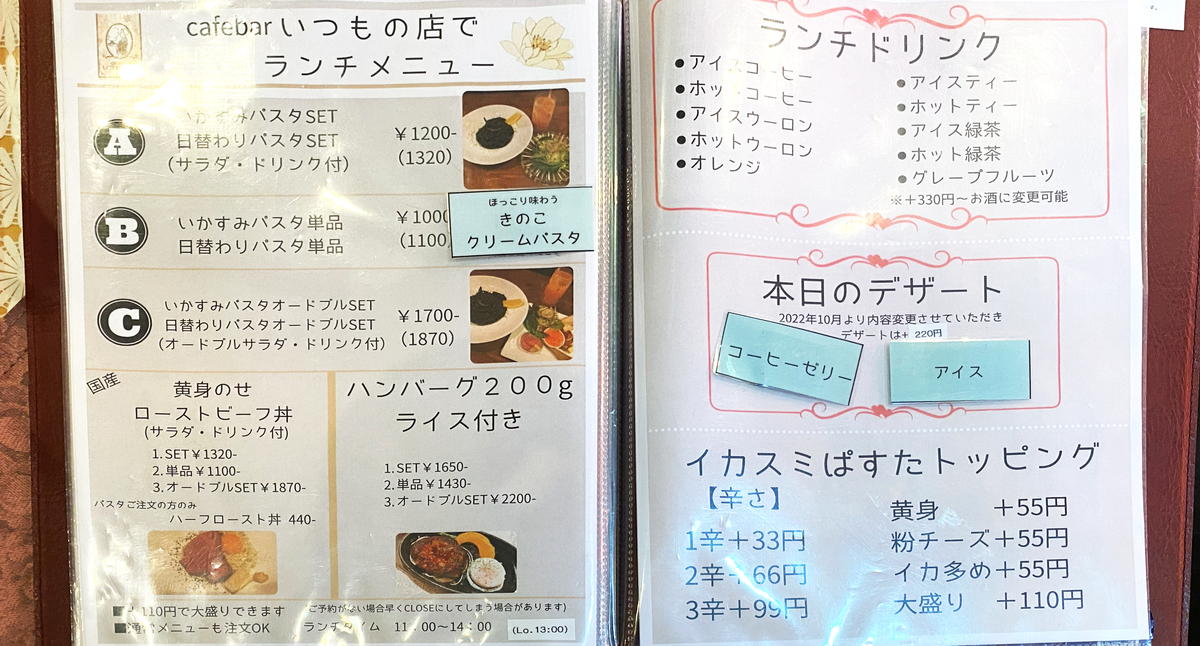 cafebar いつもの店で
ランチメニュー
A
いかすみパスタSET
日替わりパスタSET
(サラダ・ドリンク付)
￥1200-
(1320)
B
いかすみパスタ単品
日替わりパスタ単品
￥1000
(1100)
ほっこり味わう
きのこ
クリームパスタ
C
いかすみパスタオードブルSET
日替わりパスタオードブルSET
(オードブルサラダ・ドリンク付)
￥1700-
(1870)
国産
黄身のせ
ローストビーフ丼
(サラダ・ドリンク付)
1.SET￥1320-
2.単品￥1100-
3.オードブルSET￥1870-
パスタご注文の方のみ
ハーフロースト丼 440-
ハンバーグ２００g
ライス付き
1.SET￥1650-
2.単品￥1430-
3.オードブルSET￥2200-
■＋110円で大盛りできます
(ご予約がない場合早くCLOSEにしてしまう場合があります)
■通常メニューも注文OK
ランチタイム 11：00～14：00
(Lo.13:00)
ランチドリンク
●アイスコーヒー
●ホットコーヒー
●アイスウーロン
●ホットウーロン
●オレンジ
●アイスティー
●ホットティー
●アイス緑茶
●ホット緑茶
●グレープフルーツ
※＋330円～お酒に変更可能
本日のデザート
2022年10月より内容変更させていただき
デザートは+ 220円
コーヒーゼリー
アイス
イカスミぱすたトッピング
【辛さ】
1辛＋33円
2辛＋66円
3辛＋99円
黄身 ＋55円
粉チーズ＋55円
イカ多め＋55円
大盛り ＋110円